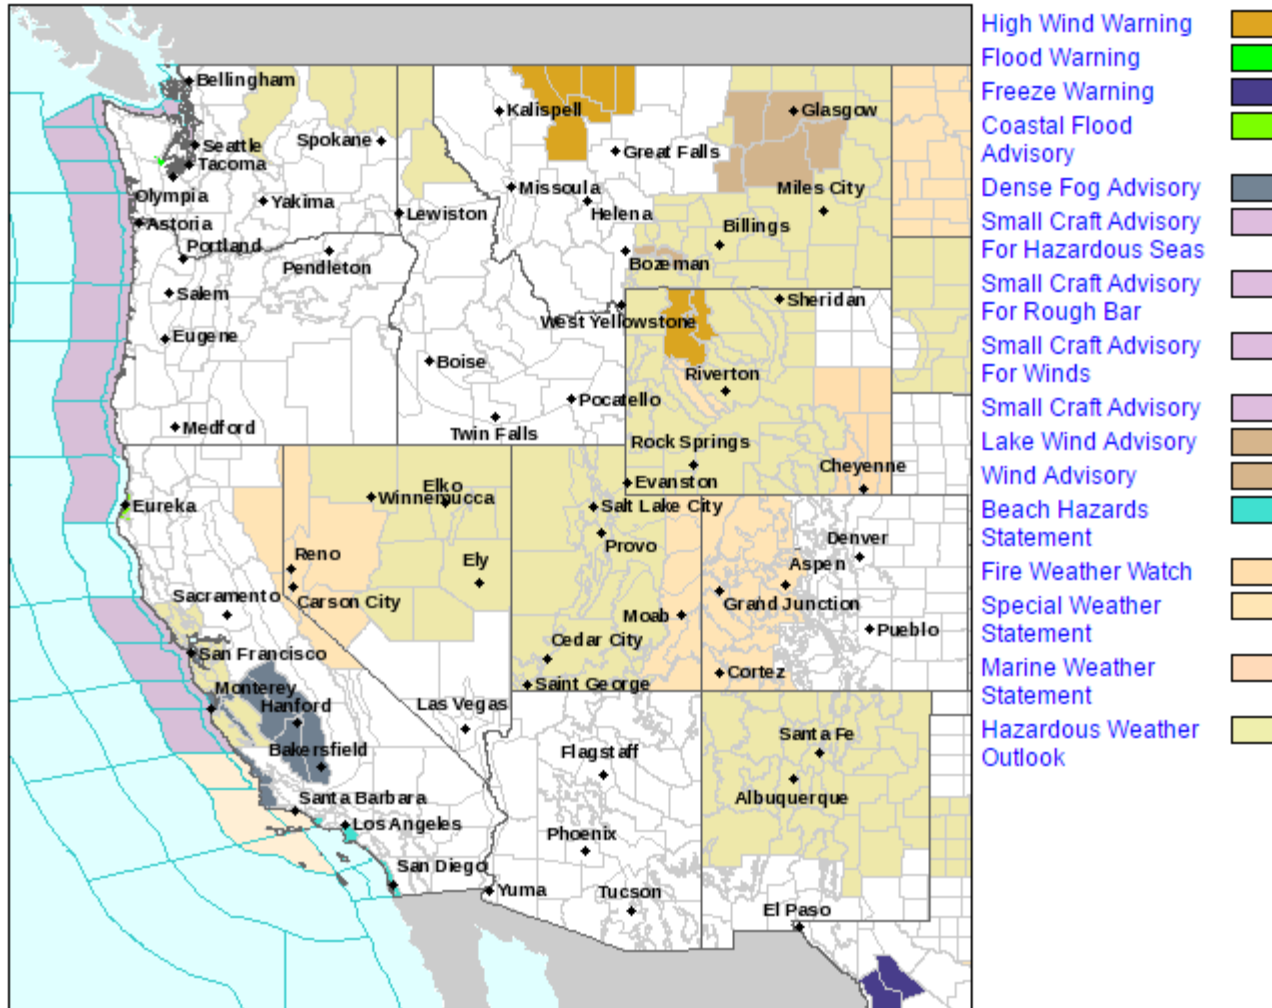 Bellingham
Seattle
Spokane
Tacoma
Olympia
Yakima
Astoria
Lewiston
Portland
Pendleton
Salem
Eugene
Medford
Kalispell
Great Falls
Glasgow
Missoula
Helena
Miles City
Billings
Bozeman
West Yellowstone
Sheridan
Boise
Pocatello
Twin Falls
Riverton
Rock Springs
Evanston
Cheyenne
Eureka
Elko
Winnemucca
Salt Lake City
Provo
Reno
Ely
Carson City
Sacramento
Denver
Aspen
Grand Junction
Moab
Pueblo
Cedar City
Cortez
San Francisco
Saint George
Monterey
Hanford
Las Vegas
Bakersfield
Flagstaff
Santa Fe
Albuquerque
Santa Barbara
Los Angeles
Phoenix
San Diego
Yuma
Tucson
El Paso
High Wind Warning
Flood Warning
Freeze Warning
Coastal Flood
Advisory
Dense Fog Advisory
Small Craft Advisory
For Hazardous Seas
Small Craft Advisory
For Rough Bar
Small Craft Advisory
For Winds
Small Craft Advisory
Lake Wind Advisory
Wind Advisory
Beach Hazards
Statement
Fire Weather Watch
Special Weather
Statement
Marine Weather
Statement
Hazardous Weather
Outlook